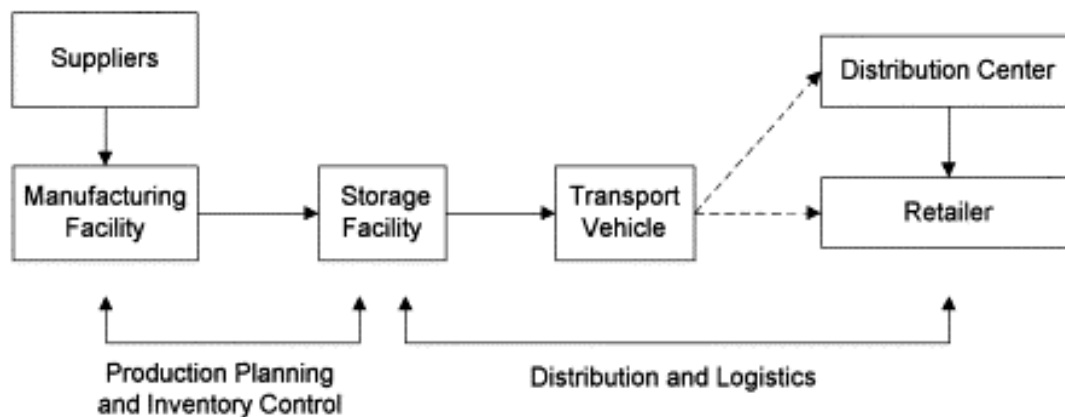 Suppliers
Distribution Center
Manufacturing
Facility
Storage
Facility
Transport
Vehicle
Retailer
Production Planning
and Inventory Control
Distribution and Logistics